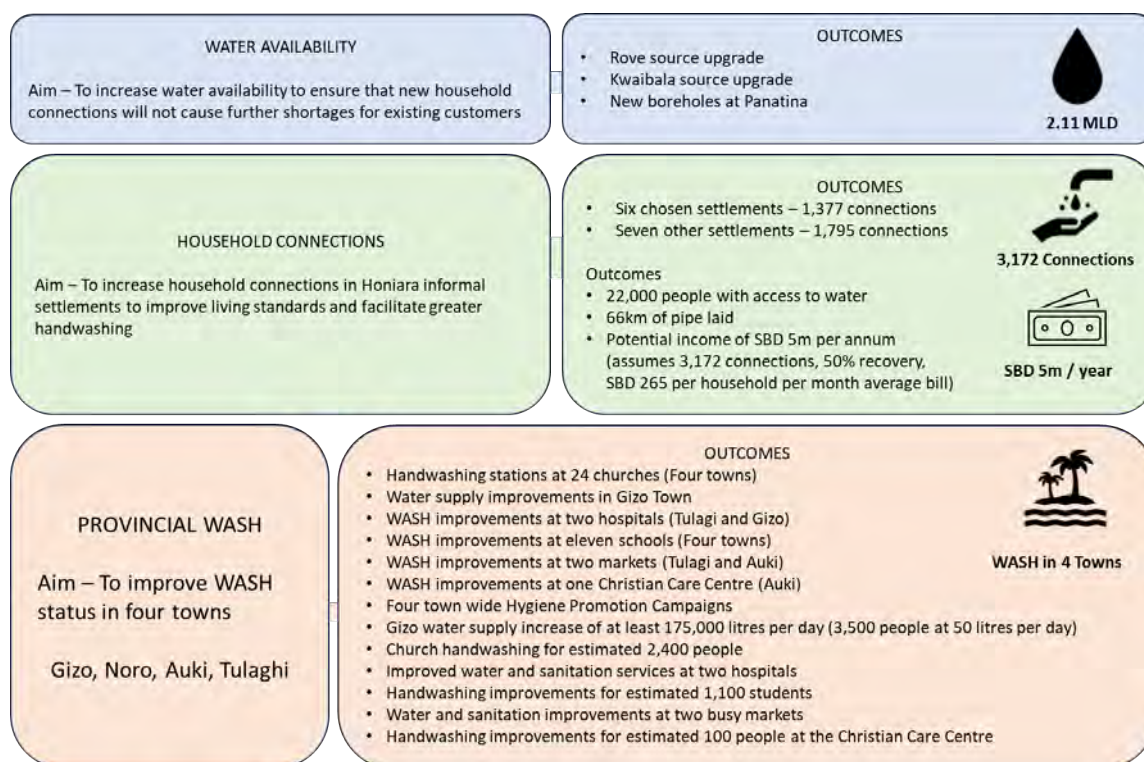 WATER AVAILABILITY
Aim – To increase water availability to ensure that new household
connections will not cause further shortages for existing customers
OUTCOMES
• Rove source upgrade
• Kwaibala source upgrade
• New boreholes at Panatina
2.11 MLD
HOUSEHOLD CONNECTIONS
Aim – To increase household connections in Honiara informal
settlements to improve living standards and facilitate greater
handwashing
OUTCOMES
• Six chosen settlements – 1,377 connections
• Seven other settlements – 1,795 connections
Outcomes
• 22,000 people with access to water
• 66km of pipe laid
• Potential income of SBD 5m per annum
(assumes 3,172 connections, 50% recovery,
SBD 265 per household per month average bill)
3,172 Connections
SBD 5m / year
PROVINCIAL WASH
Aim – To improve WASH
status in four towns
Gizo, Noro, Auki, Tulaghi
OUTCOMES
• Handwashing stations at 24 churches (Four towns)
• Water supply improvements in Gizo Town
• WASH improvements at two hospitals (Tulagi and Gizo)
• WASH improvements at eleven schools (Four towns)
• WASH improvements at two markets (Tulagi and Auki)
• WASH improvements at one Christian Care Centre (Auki)
• Four town wide Hygiene Promotion Campaigns
• Gizo water supply increase of at least 175,000 litres per day (3,500 people at 50 litres per day)
• Church handwashing for estimated 2,400 people
• Improved water and sanitation services at two hospitals
• Handwashing improvements for estimated 1,100 students
• Water and sanitation improvements at two busy markets
• Handwashing improvements for estimated 100 people at the Christian Care Centre
WASH in 4 Towns